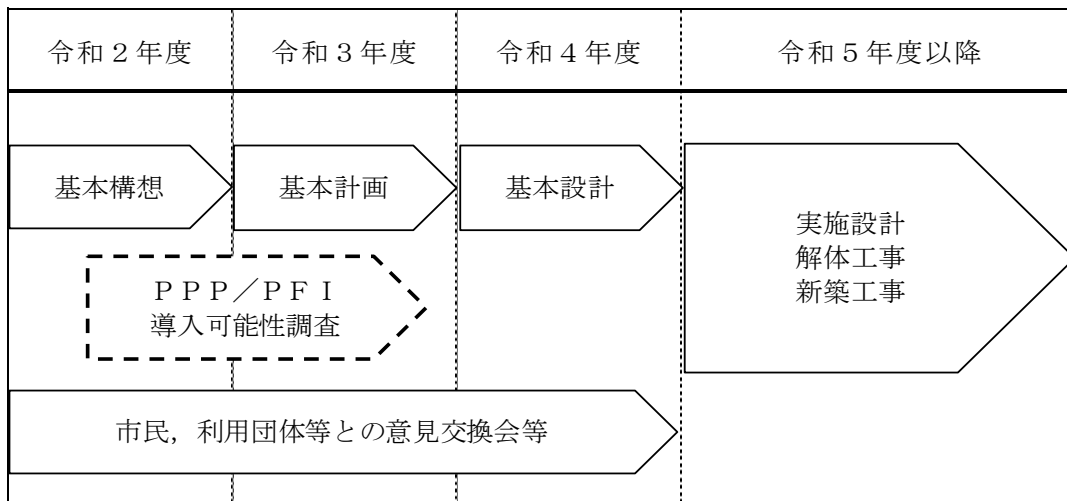 令和２年度
令和３年度
令和４年度
令和５年度以降
基本構想
基本計画
基本設計
実施設計
解体工事
新築工事
ＰＰＰ／ＰＦＩ
導入可能性調査
市民，利用団体等との意見交換会等